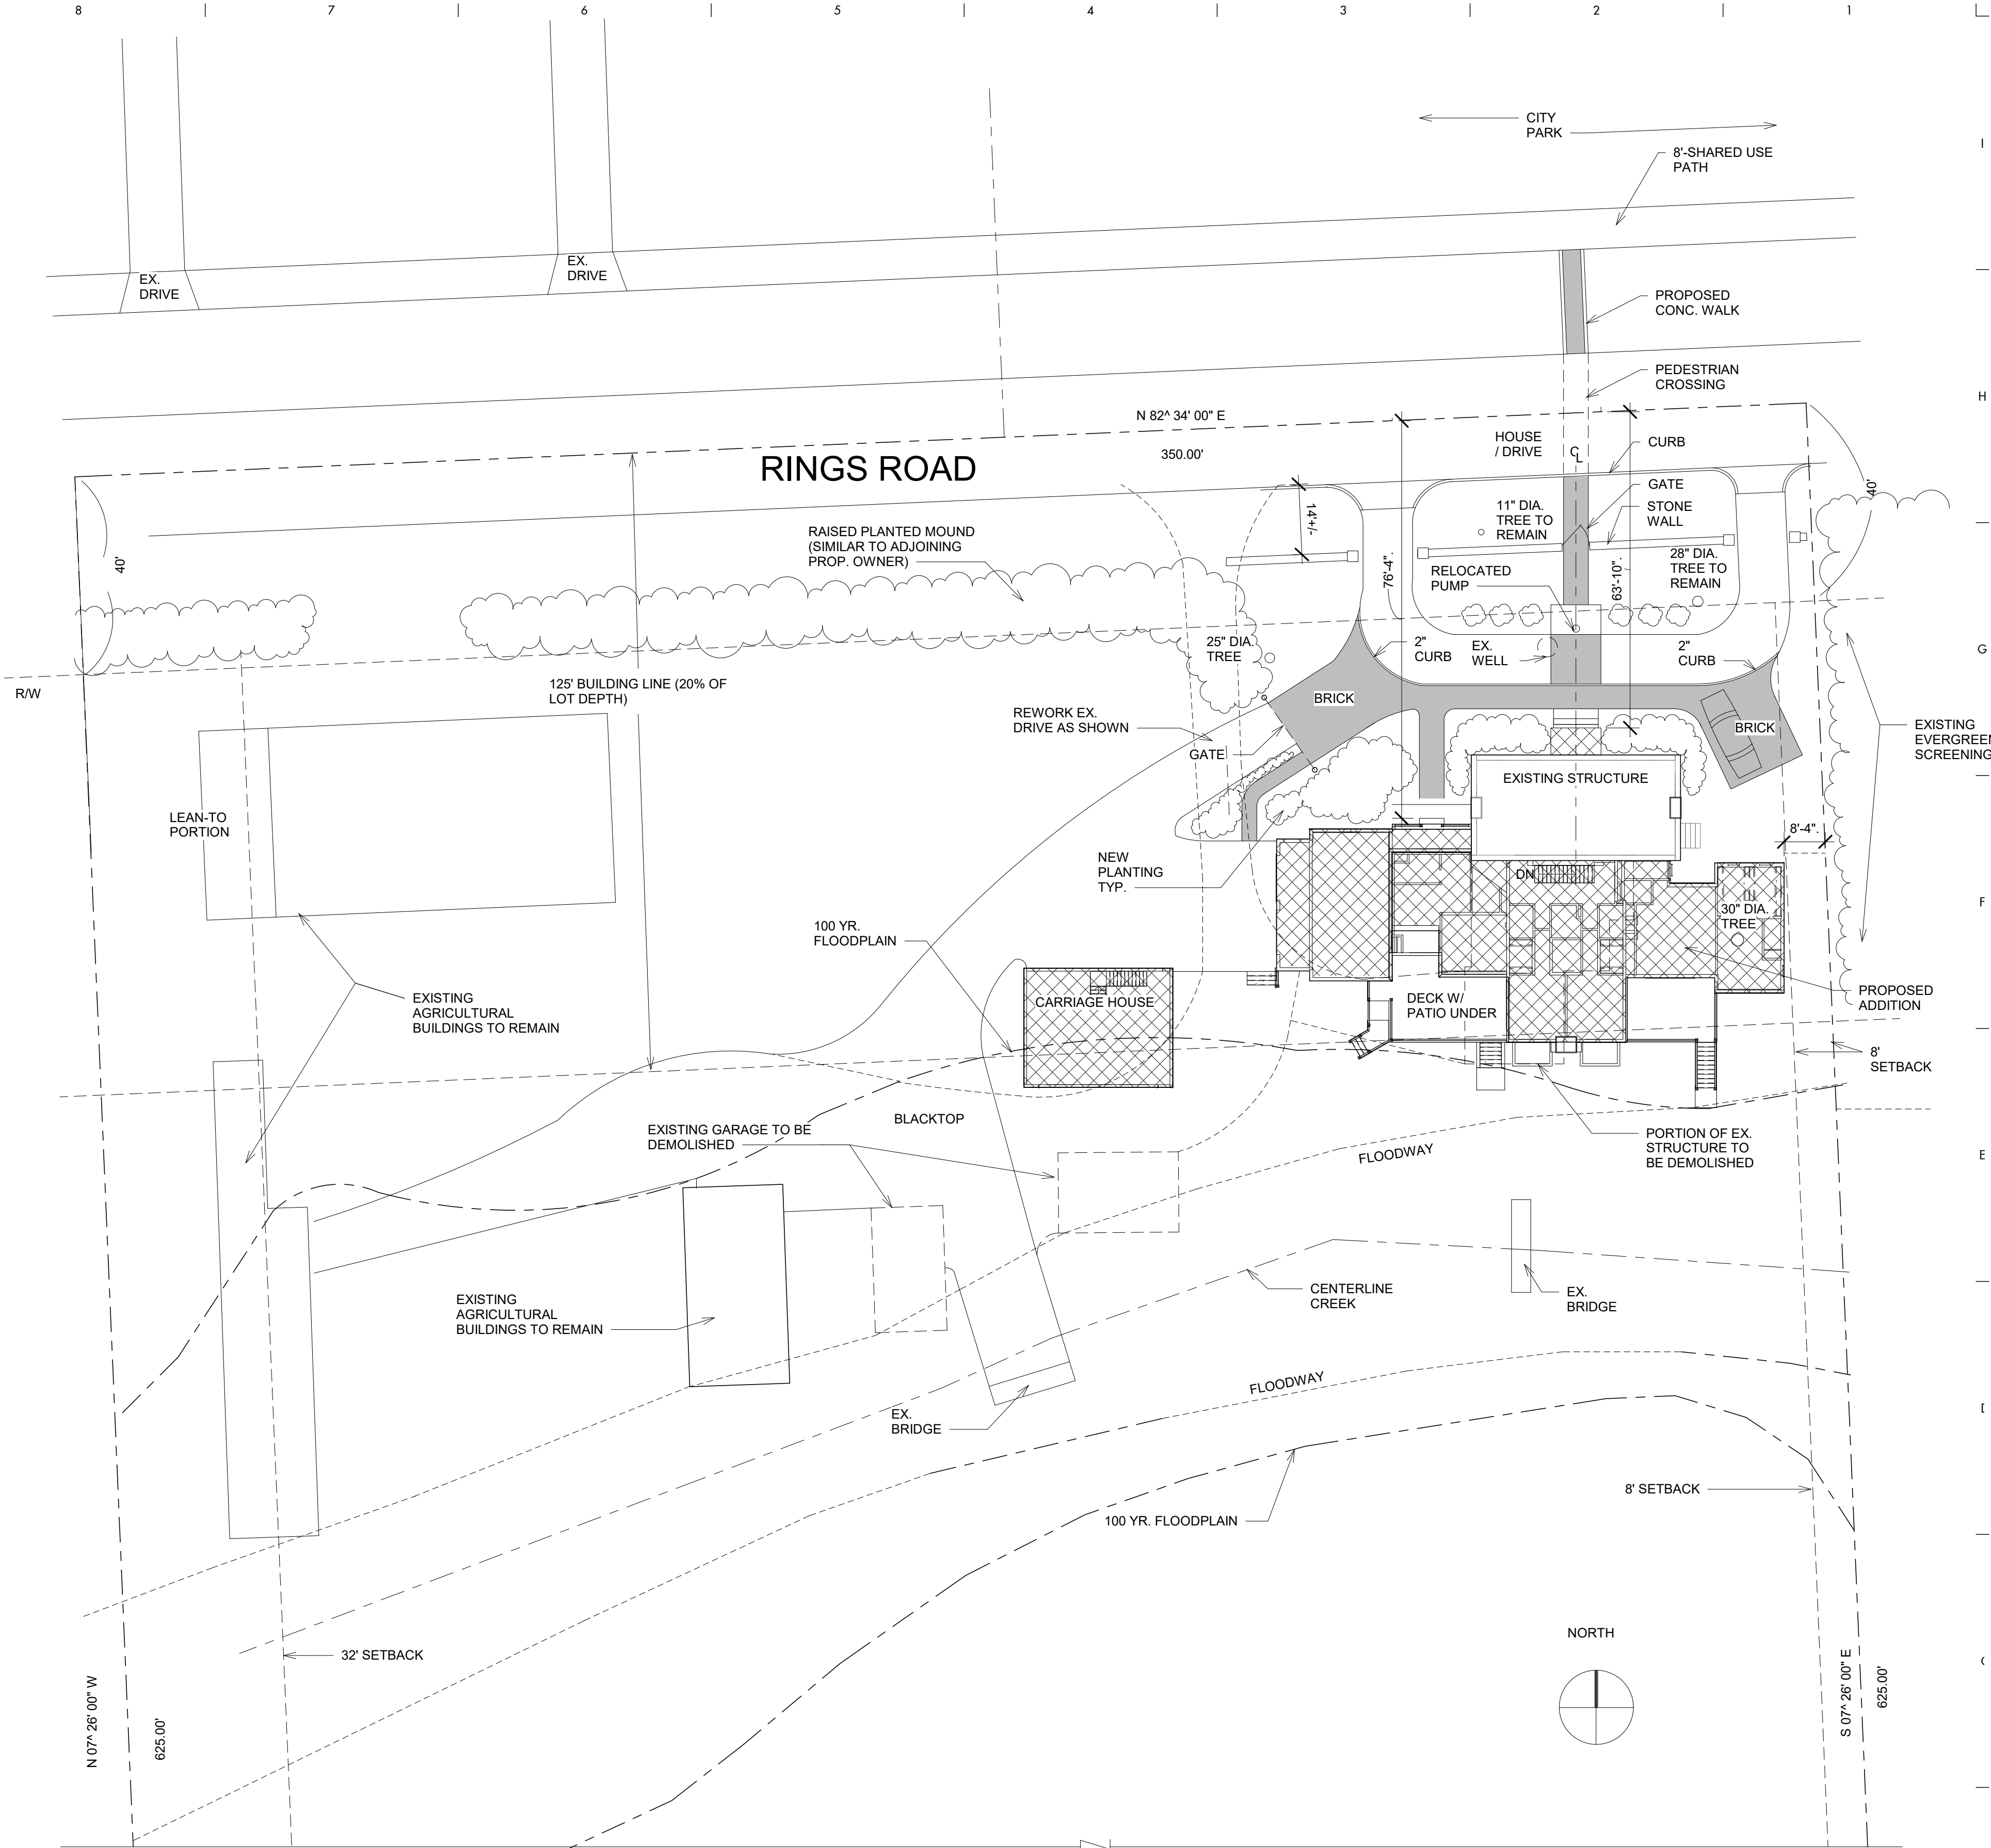 8 7 6 5 4 3 2 1
CITY
PARK
I
8'-SHARED USE
PATH
EX.
DRIVE
EX.
DRIVE
PROPOSED
CONC. WALK
PEDESTRIAN
CROSSING
H
N 82^ 34' 00" E
350.00'
RINGS ROAD
HOUSE
/ DRIVE
CL
CURB
GATE
STONE
WALL
11" DIA.
TREE TO
REMAIN
28" DIA.
TREE TO
REMAIN
14'+/-
40'
40'
RAISED PLANTED MOUND
(SIMILAR TO ADJOINING
PROP. OWNER)
76'-4".
63'-10".
RELOCATED
PUMP
25" DIA.
TREE
2"
CURB
EX.
WELL
2"
CURB
G
R/W
125' BUILDING LINE (20% OF
LOT DEPTH)
BRICK
BRICK
REWORK EX.
DRIVE AS SHOWN
GATE
EXISTING
EVERGREEN
SCREENING
EXISTING STRUCTURE
LEAN-TO
PORTION
8'-4".
NEW
PLANTING
TYP.
DN
F
30" DIA.
TREE
100 YR.
FLOODPLAIN
EXISTING
AGRICULTURAL
BUILDINGS TO REMAIN
CARRIAGE HOUSE
DECK W/
PATIO UNDER
PROPOSED
ADDITION
8'
SETBACK
BLACKTOP
EXISTING GARAGE TO BE
DEMOLISHED
FLOODWAY
PORTION OF EX.
STRUCTURE TO
BE DEMOLISHED
E
EXISTING
AGRICULTURAL
BUILDINGS TO REMAIN
CENTERLINE
CREEK
EX.
BRIDGE
FLOODWAY
EX.
BRIDGE
8' SETBACK
100 YR. FLOODPLAIN
NORTH
32' SETBACK
N 07^ 26' 00" W
625.00'
S 07^ 26' 00" E
625.00'